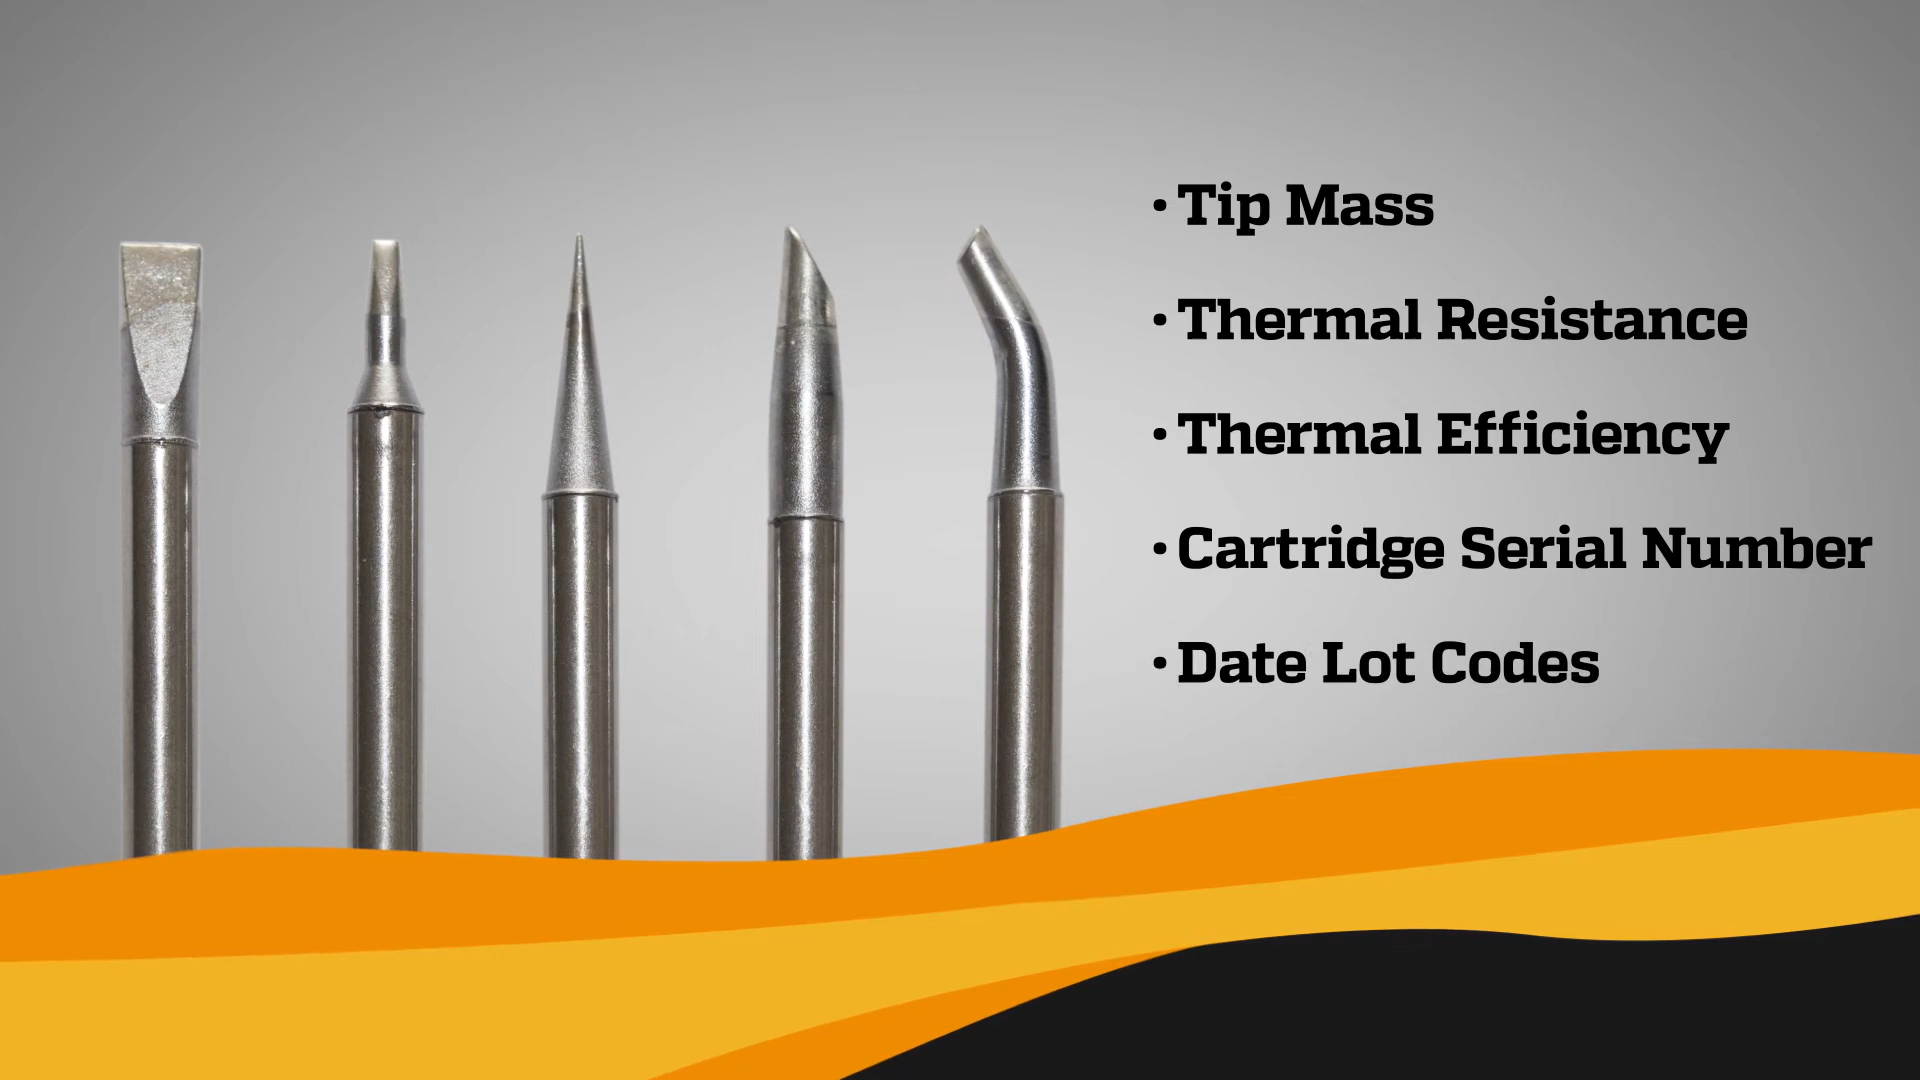 • Tip Mass
• Thermal Resistance
• Thermal Efficiency
• Cartridge Serial Number
• Date Lot Codes